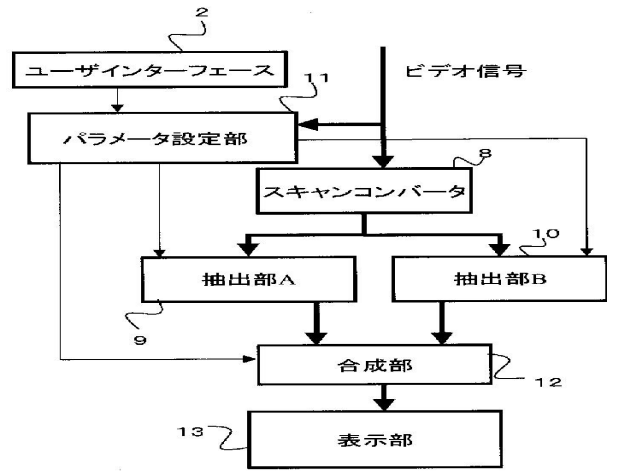 2
ユーザインターフェース
11
ビデオ信号
パラメータ設定部
8
スキャンコンバータ
10
抽出部A
抽出部B
9
合成部
12
13
表示部